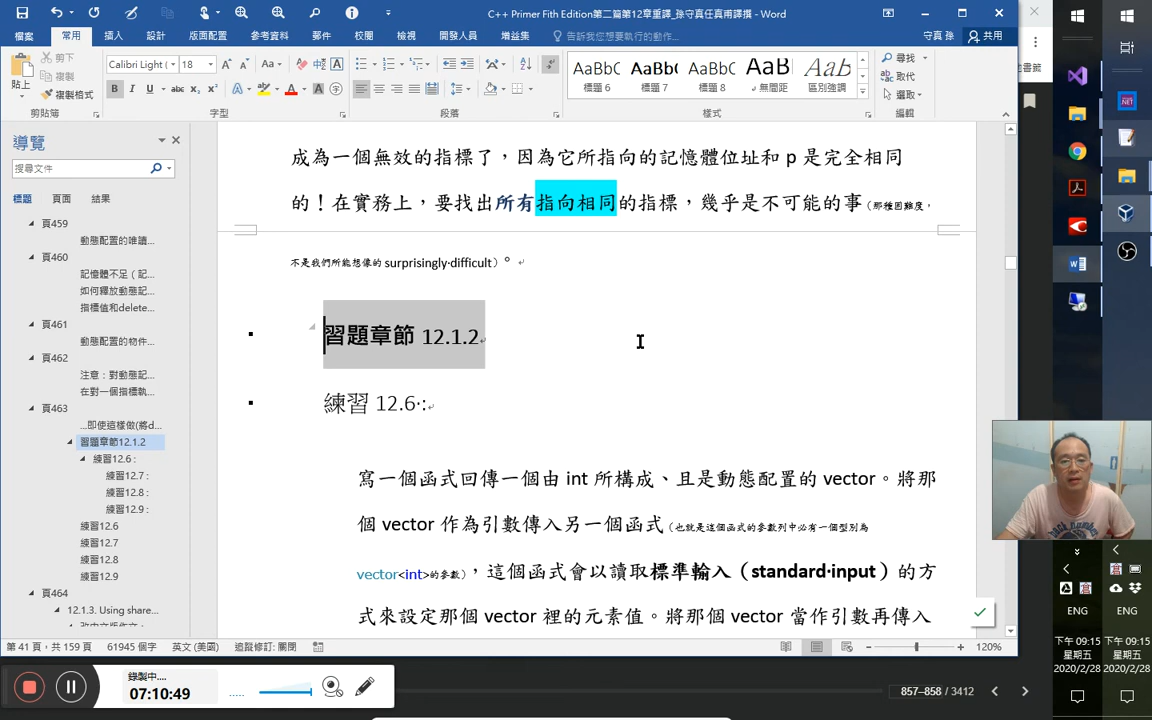 C++ Primer Fith Edition第二篇第12章重譯_孫守真任真甫譯撰 - Word
檔案 常用 插入 設計 版面配置 參考資料 郵件 校閱 檢視 開發人員 增益集 告訴我您想要執行的動作... 守真 孫 共用
貼上 剪下 複製 複製格式
Calibri Light ( 18
標題 6 標題 7 標題 8 無間距 區別強調
尋找 取代 選取
剪貼簿 字型 段落 樣式 編輯
導覽
搜尋文件
標題 頁面 結果
頁459
動態配置的唯讀...
頁460
記憶體不足（記...
如何釋放動態記...
指標值和delete...
頁461
動態配置的物件...
頁462
注意：對動態記...
在對一個指標執...
頁463
...即使這樣做(將d...
習題章節12.1.2
練習12.6 :
練習12.7 :
練習12.8 :
練習12.9 :
練習12.6
練習12.7
練習12.8
練習12.9
頁464
12.1.3. Using share...
成為一個無效的指標了，因為它所指向的記憶體位址和 p 是完全相同
的！在實務上，要找出所有指向相同的指標，幾乎是不可能的事（那種困難度，
不是我們所能想像的 surprisingly·difficult）。
習題章節 12.1.2
練習 12.6·:
寫一個函式回傳一個由 int 所構成、且是動態配置的 vector。將那
個 vector 作為引數傳入另一個函式（也就是這個函式的參數列中必有一個型別為
vector<int>的參數），這個函式會以讀取標準輸入（standard·input）的方
式來設定那個 vector 裡的元素值。將那個 vector 當作引數再傳入
第 41 頁，共 159 頁 61945 個字 英文 (美國) 追蹤修訂: 關閉 120%
錄製中....
07:10:49
857–858 / 3412
ENG ENG
下午 09:15 下午 09:15
星期五 星期五
2020/2/28 2020/2/28